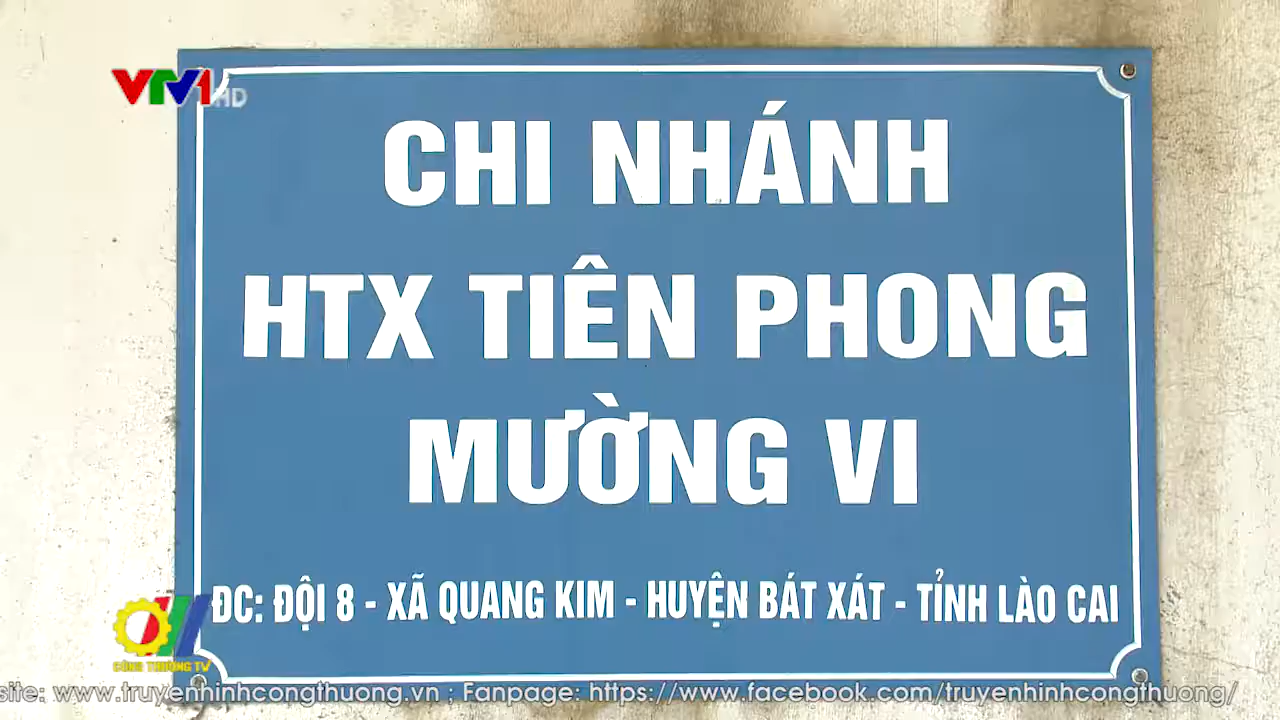 VTV1 HD
CHI NHÁNH
HTX TIÊN PHONG
MƯỜNG VI
ĐC: ĐỘI 8 - XÃ QUANG KIM - HUYỆN BÁT XÁT - TỈNH LÀO CAI
CÔNG THƯƠNG TV
site: www.truyenhinhcongthuong.vn ; Fanpage: https://www.facebook.com/truyenhinhcongthuong/